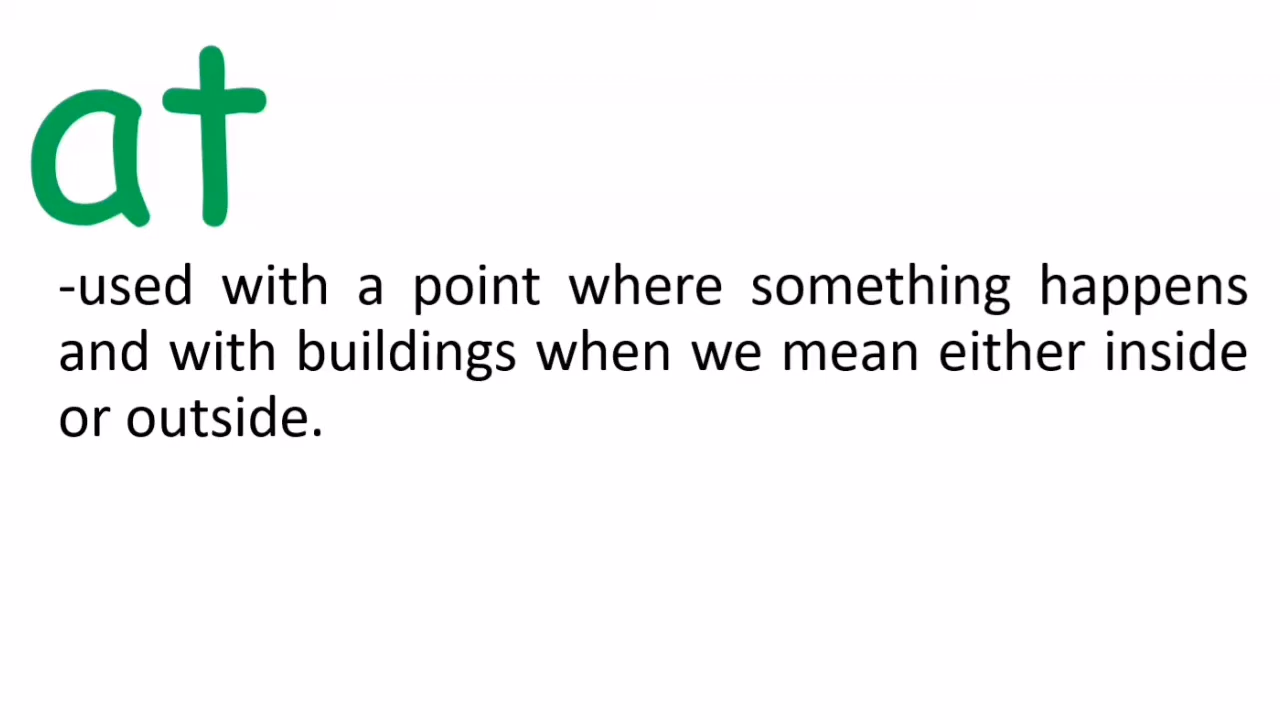 at
-used with a point where something happens
and with buildings when we mean either inside
or outside.